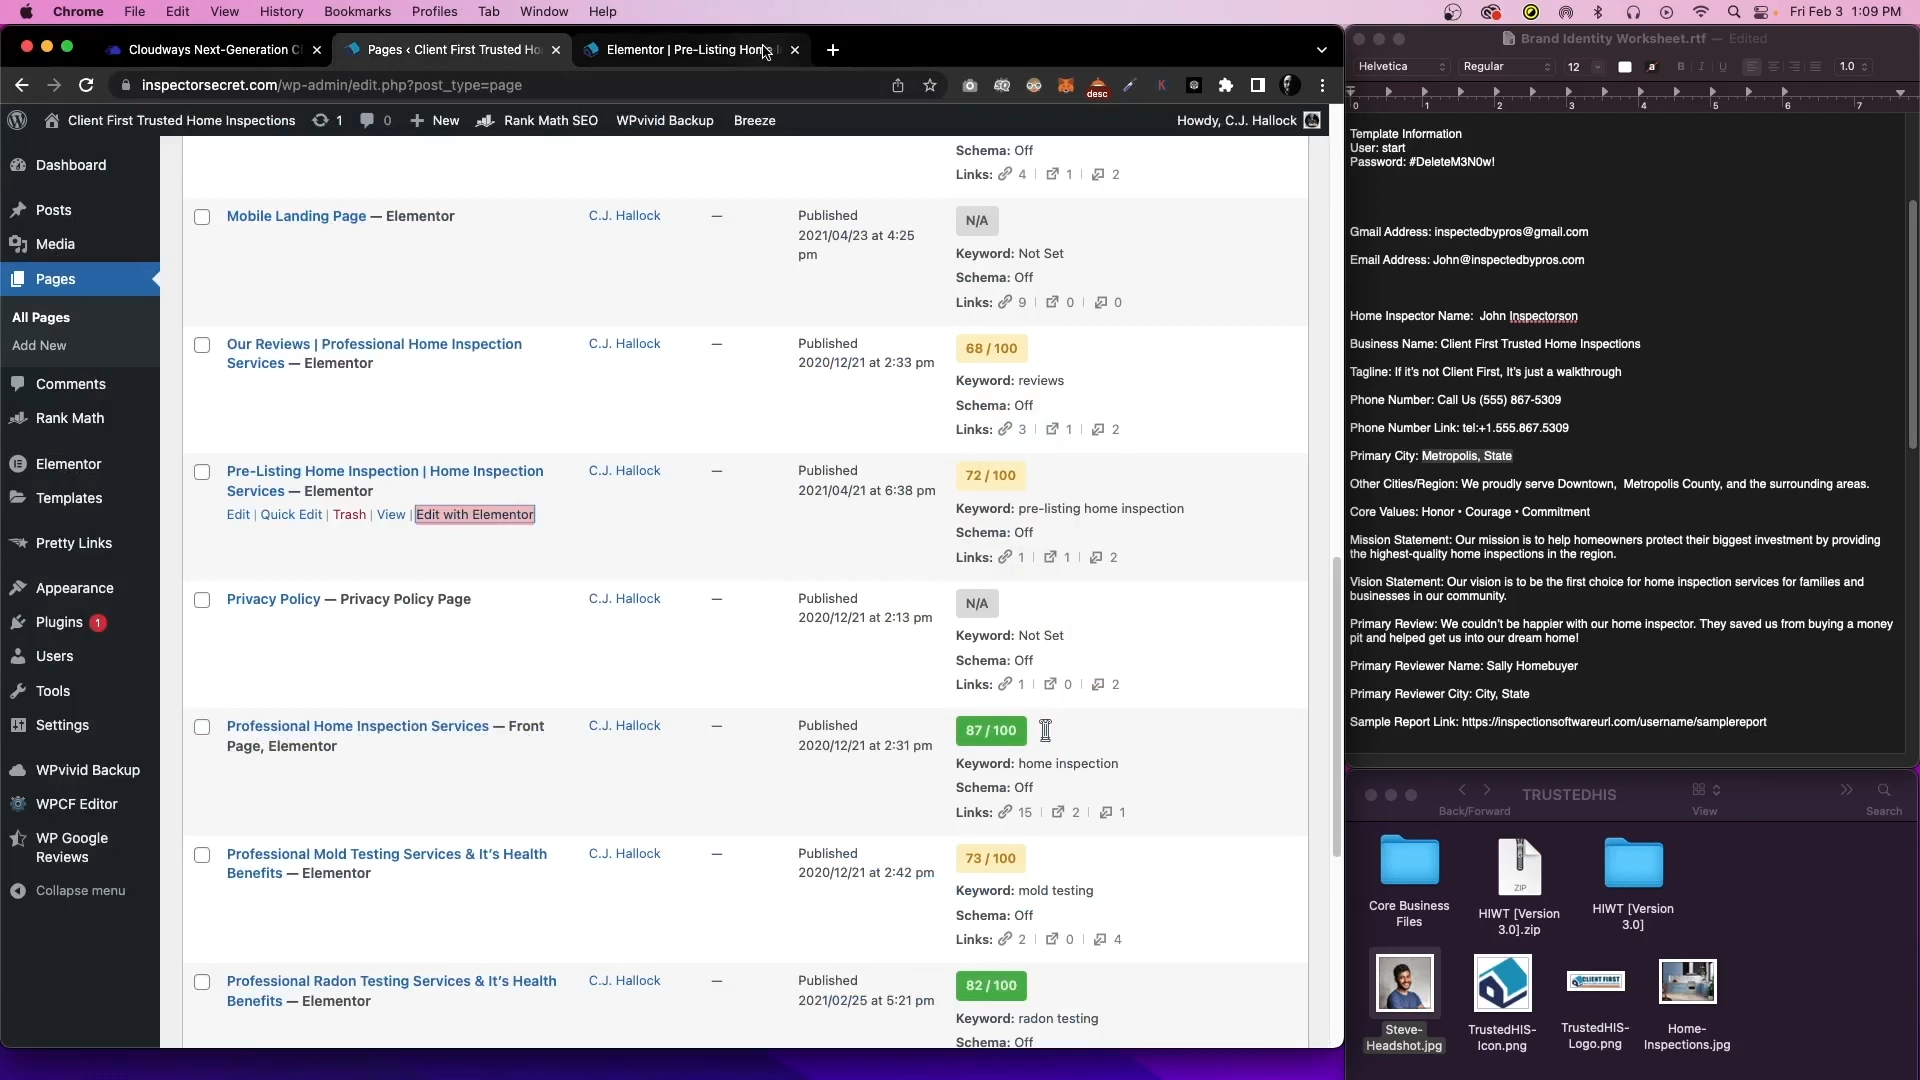 Chrome File Edit View History Bookmarks Profiles Tab Window Help
Fri Feb 3 1:09 PM
Cloudways Next-Generation C
Pages ‹ Client First Trusted Ho
Elementor | Pre-Listing Home I
inspectorsecret.com/wp-admin/edit.php?post_type=page
desc
Client First Trusted Home Inspections 1 0 New Rank Math SEO WPvivid Backup Breeze
Howdy, C.J. Hallock
Dashboard
Posts
Media
Pages
All Pages
Add New
Comments
Rank Math
Elementor
Templates
Pretty Links
Appearance
Plugins 1
Users
Tools
Settings
WPvivid Backup
WPCF Editor
WP Google
Reviews
Collapse menu
Schema: Off
Links: 4 | 1 | 2
Mobile Landing Page — Elementor
C.J. Hallock
—
Published
2021/04/23 at 4:25
pm
N/A
Keyword: Not Set
Schema: Off
Links: 9 | 0 | 0
Our Reviews | Professional Home Inspection
Services — Elementor
C.J. Hallock
—
Published
2020/12/21 at 2:33 pm
68 / 100
Keyword: reviews
Schema: Off
Links: 3 | 1 | 2
Pre-Listing Home Inspection | Home Inspection
Services — Elementor
Edit | Quick Edit | Trash | View | Edit with Elementor
C.J. Hallock
—
Published
2021/04/21 at 6:38 pm
72 / 100
Keyword: pre-listing home inspection
Schema: Off
Links: 1 | 1 | 2
Privacy Policy — Privacy Policy Page
C.J. Hallock
—
Published
2020/12/21 at 2:13 pm
N/A
Keyword: Not Set
Schema: Off
Links: 1 | 0 | 2
Professional Home Inspection Services — Front
Page, Elementor
C.J. Hallock
—
Published
2020/12/21 at 2:31 pm
87 / 100
Keyword: home inspection
Schema: Off
Links: 15 | 2 | 1
Professional Mold Testing Services & It's Health
Benefits — Elementor
C.J. Hallock
—
Published
2020/12/21 at 2:42 pm
73 / 100
Keyword: mold testing
Schema: Off
Links: 2 | 0 | 4
Professional Radon Testing Services & It's Health
Benefits — Elementor
C.J. Hallock
—
Published
2021/02/25 at 5:21 pm
82 / 100
Keyword: radon testing
Schema: Off
Brand Identity Worksheet.rtf — Edited
Helvetica Regular 12 a B I U 1.0
0 1 2 3 4 5 6 7
Template Information
User: start
Password: #DeleteM3N0w!
Gmail Address: inspectedbypros@gmail.com
Email Address: John@inspectedbypros.com
Home Inspector Name: John Inspectorson
Business Name: Client First Trusted Home Inspections
Tagline: If it's not Client First, It's just a walkthrough
Phone Number: Call Us (555) 867-5309
Phone Number Link: tel:+1.555.867.5309
Primary City: Metropolis, State
Other Cities/Region: We proudly serve Downtown, Metropolis County, and the surrounding areas.
Core Values: Honor • Courage • Commitment
Mission Statement: Our mission is to help homeowners protect their biggest investment by providing
the highest-quality home inspections in the region.
Vision Statement: Our vision is to be the first choice for home inspection services for families and
businesses in our community.
Primary Review: We couldn't be happier with our home inspector. They saved us from buying a money
pit and helped get us into our dream home!
Primary Reviewer Name: Sally Homebuyer
Primary Reviewer City: City, State
Sample Report Link: https://inspectionsoftwareurl.com/username/samplereport
TRUSTEDHIS
Back/Forward View Search
Core Business
Files
ZIP
HIWT [Version
3.0].zip
HIWT [Version
3.0]
Steve-
Headshot.jpg
TrustedHIS-
Icon.png
CLIENT FIRST
TrustedHIS-
Logo.png
Home-
Inspections.jpg